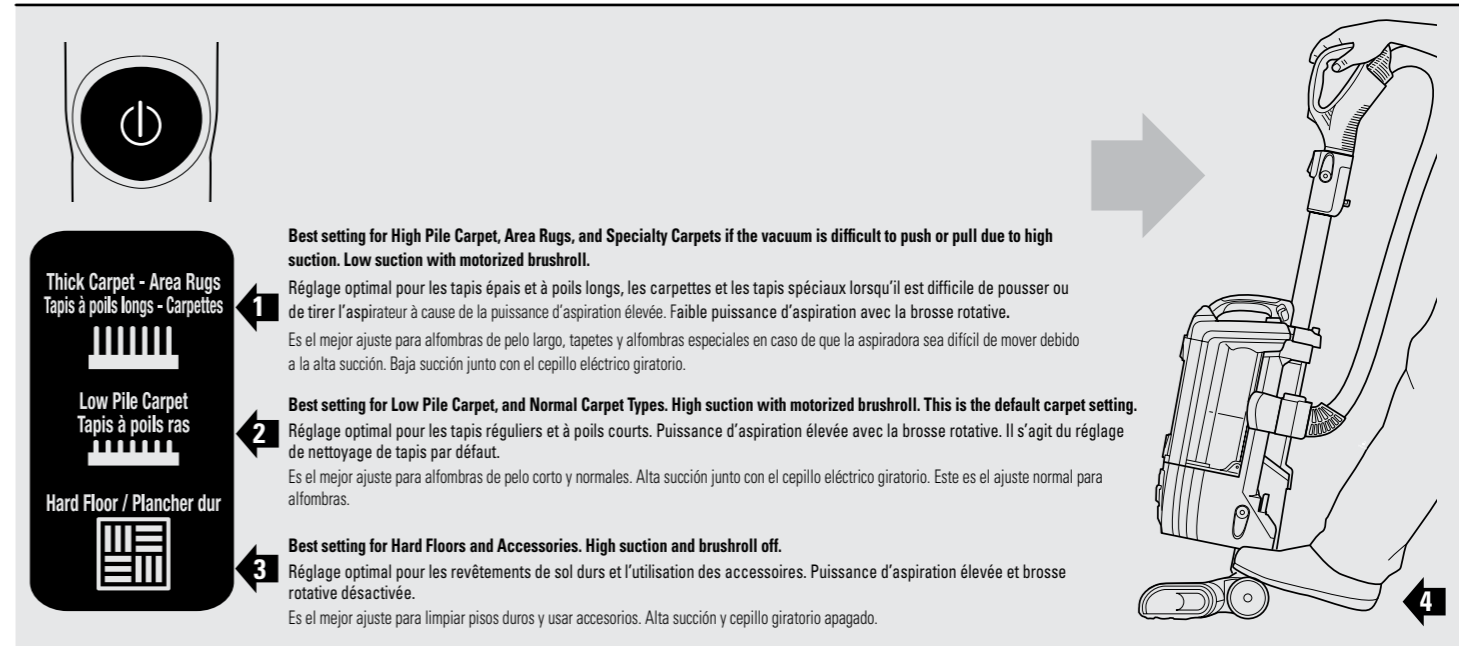 Thick Carpet - Area Rugs
Tapis à poils longs - Carpettes
Low Pile Carpet
Tapis à poils ras
Hard Floor / Plancher dur
1
Best setting for High Pile Carpet, Area Rugs, and Specialty Carpets if the vacuum is difficult to push or pull due to high
suction. Low suction with motorized brushroll.
Réglage optimal pour les tapis épais et à poils longs, les carpettes et les tapis spéciaux lorsqu'il est difficile de pousser ou
de tirer l'aspirateur à cause de la puissance d'aspiration élevée. Faible puissance d'aspiration avec la brosse rotative.
Es el mejor ajuste para alfombras de pelo largo, tapetes y alfombras especiales en caso de que la aspiradora sea difícil de mover debido
a la alta succión. Baja succión junto con el cepillo eléctrico giratorio.
2
Best setting for Low Pile Carpet, and Normal Carpet Types. High suction with motorized brushroll. This is the default carpet setting.
Réglage optimal pour les tapis réguliers et à poils courts. Puissance d'aspiration élevée avec la brosse rotative. Il s'agit du réglage
de nettoyage de tapis par défaut.
Es el mejor ajuste para alfombras de pelo corto y normales. Alta succión junto con el cepillo eléctrico giratorio. Este es el ajuste normal para
alfombras.
3
Best setting for Hard Floors and Accessories. High suction and brushroll off.
Réglage optimal pour les revêtements de sol durs et l'utilisation des accessoires. Puissance d'aspiration élevée et brosse
rotative désactivée.
Es el mejor ajuste para limpiar pisos duros y usar accesorios. Alta succión y cepillo giratorio apagado.
4